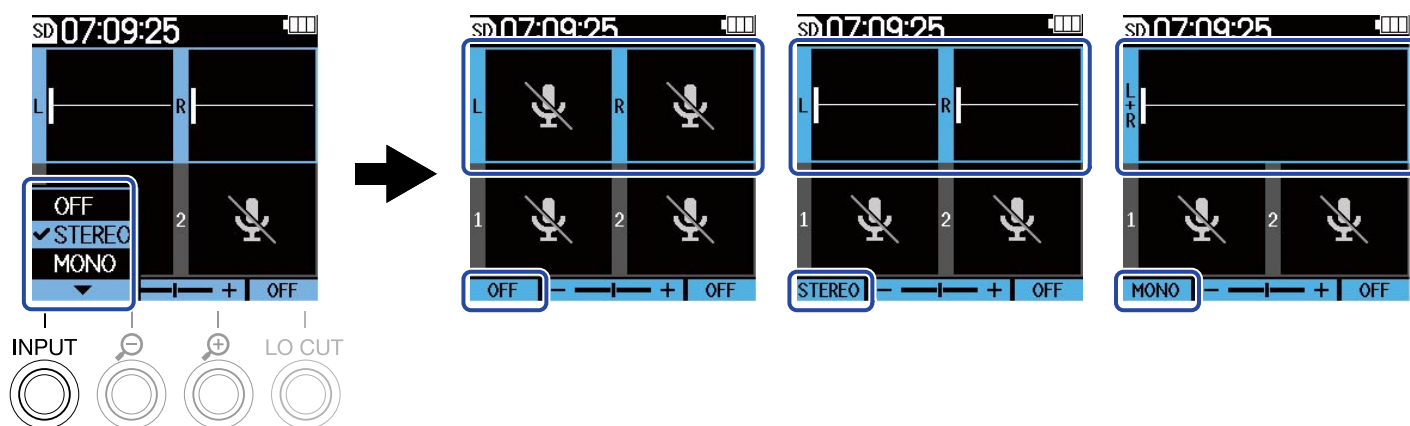 SD 07:09:25
L R
OFF
✔STEREO
MONO
2
- + OFF
INPUT
LO CUT
SD 07:09:25
L R
1 2
OFF - + OFF
SD 07:09:25
L R
1 2
STEREO - + OFF
SD 07:09:25
L
+
R
1 2
MONO - + OFF